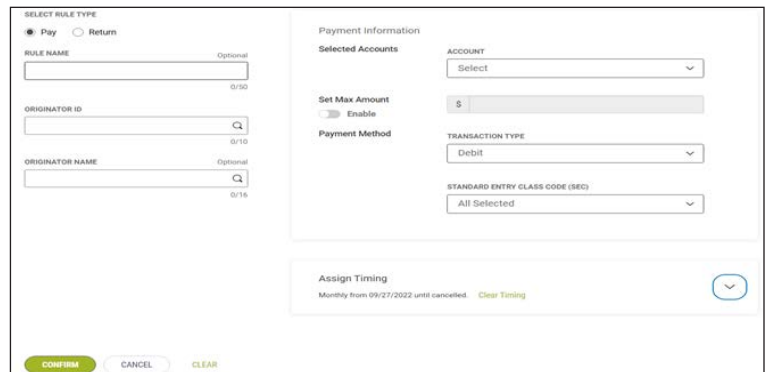 SELECT RULE TYPE
Pay Return
RULE NAME Optional
0/50
ORIGINATOR ID
0/10
ORIGINATOR NAME Optional
0/16
Payment Information
Selected Accounts
ACCOUNT
Select
Set Max Amount
Enable
$
Payment Method
TRANSACTION TYPE
Debit
STANDARD ENTRY CLASS CODE (SEC)
All Selected
Assign Timing
Monthly from 09/27/2022 until cancelled. Clear Timing
CONFIRM CANCEL CLEAR